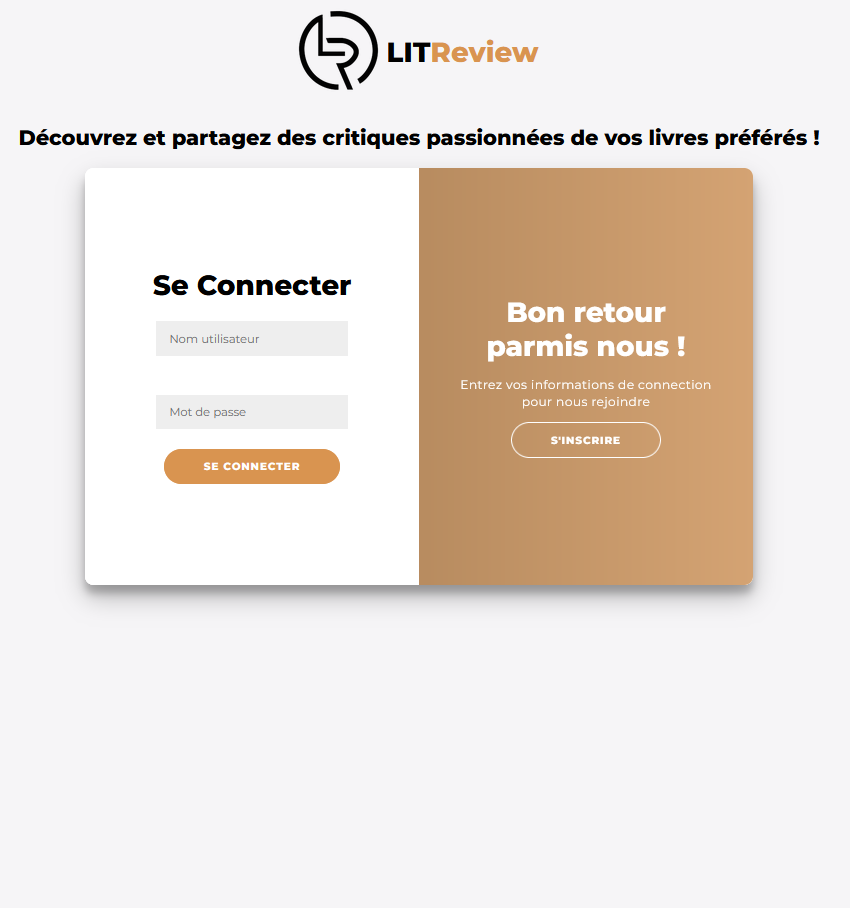 LITReview
Découvrez et partagez des critiques passionnées de vos livres préférés !
Se Connecter
Nom utilisateur
Mot de passe
SE CONNECTER
Bon retour
parmis nous !
Entrez vos informations de connection
pour nous rejoindre
S'INSCRIRE